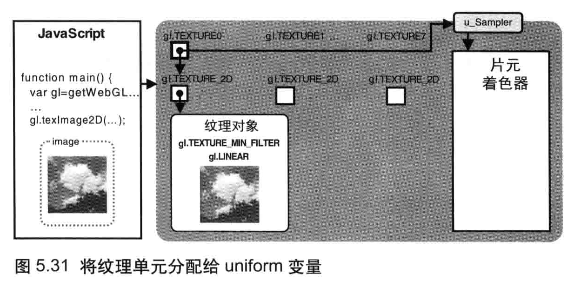 JavaScript
function main() {
var gl=getWebGL...
...
gl.texImage2D(...);
image
gl.TEXTURE0
gl.TEXTURE1 ...
gl.TEXTURE7
u_Sampler
gl.TEXTURE_2D
gl.TEXTURE_2D
gl.TEXTURE_2D
纹理对象
gl.TEXTURE_MIN_FILTER
gl.LINEAR
片元
着色器
图 5.31 将纹理单元分配给 uniform 变量